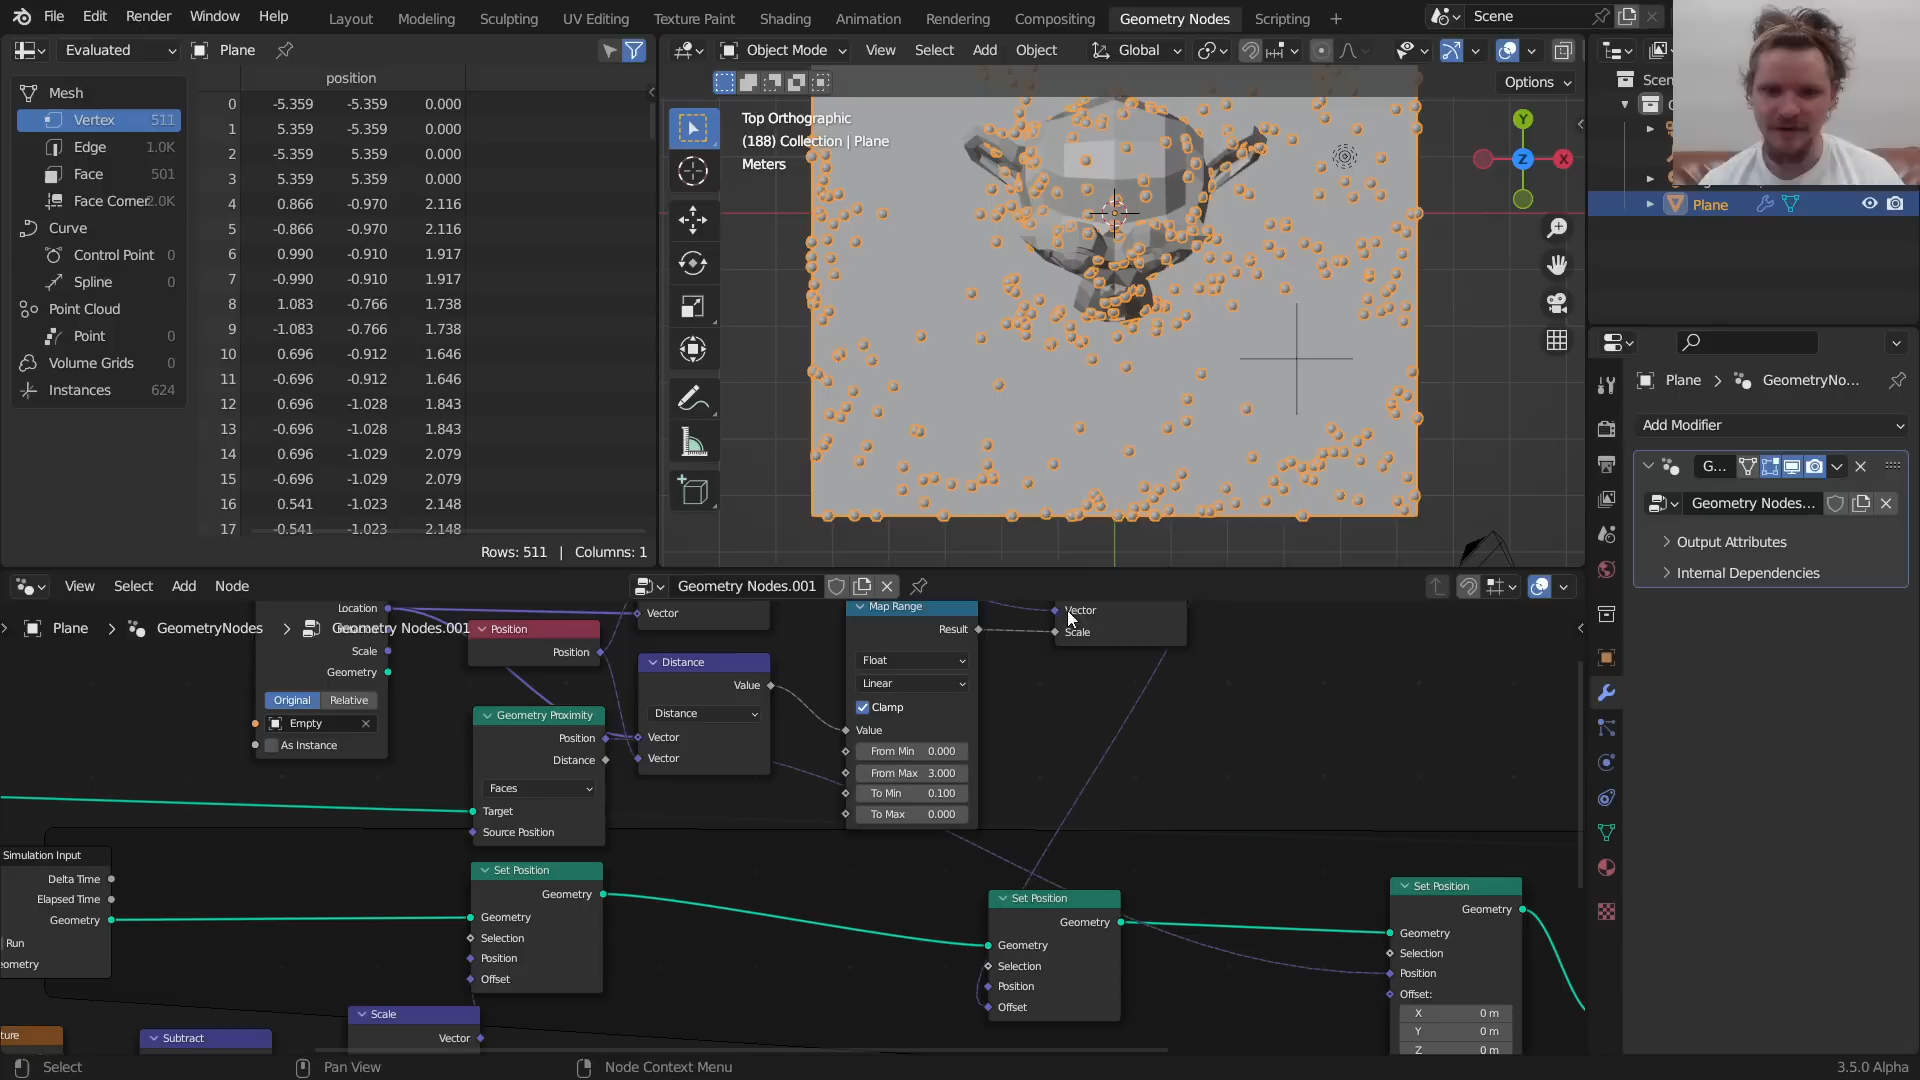 File Edit Render Window Help
Layout Modeling Sculpting UV Editing Texture Paint Shading Animation Rendering Compositing Geometry Nodes Scripting +
Scene
Evaluated
Plane
Object Mode View Select Add Object Global
Options
position
Mesh
Vertex 511
Edge 1.0K
Face 501
Face Corner 2.0K
Curve
Control Point 0
Spline 0
Point Cloud
Point 0
Volume Grids 0
Instances 624
0 -5.359 -5.359 0.000
1 5.359 -5.359 0.000
2 -5.359 5.359 0.000
3 5.359 5.359 0.000
4 0.866 -0.970 2.116
5 -0.866 -0.970 2.116
6 0.990 -0.910 1.917
7 -0.990 -0.910 1.917
8 1.083 -0.766 1.738
9 -1.083 -0.766 1.738
10 0.696 -0.912 1.646
11 -0.696 -0.912 1.646
12 0.696 -1.028 1.843
13 -0.696 -1.028 1.843
14 0.696 -1.029 2.079
15 -0.696 -1.029 2.079
16 0.541 -1.023 2.148
17 -0.541 -1.023 2.148
Rows: 511 | Columns: 1
Top Orthographic
(188) Collection | Plane
Meters
Y
Z
X
Scen
Plane
Plane > GeometryNo...
Add Modifier
G...
Geometry Nodes...
Output Attributes
Internal Dependencies
View Select Add Node
Geometry Nodes.001
Plane > GeometryNodes > Geometry Nodes.001
Location
Scale
Geometry
Original Relative
Empty
As Instance
Position
Position
Geometry Proximity
Position
Distance
Faces
Target
Source Position
Vector
Distance
Value
Distance
Vector
Vector
Map Range
Result
Float
Linear
Clamp
Value
From Min 0.000
From Max 3.000
To Min 0.100
To Max 0.000
Vector
Scale
Simulation Input
Delta Time
Elapsed Time
Geometry
Run
eometry
Set Position
Geometry
Geometry
Selection
Position
Offset
Set Position
Geometry
Geometry
Selection
Position
Offset
Set Position
Geometry
Geometry
Selection
Position
Offset:
X 0 m
Y 0 m
Z 0 m
ture
Subtract
Scale
Vector
Select
Pan View
Node Context Menu
3.5.0 Alpha